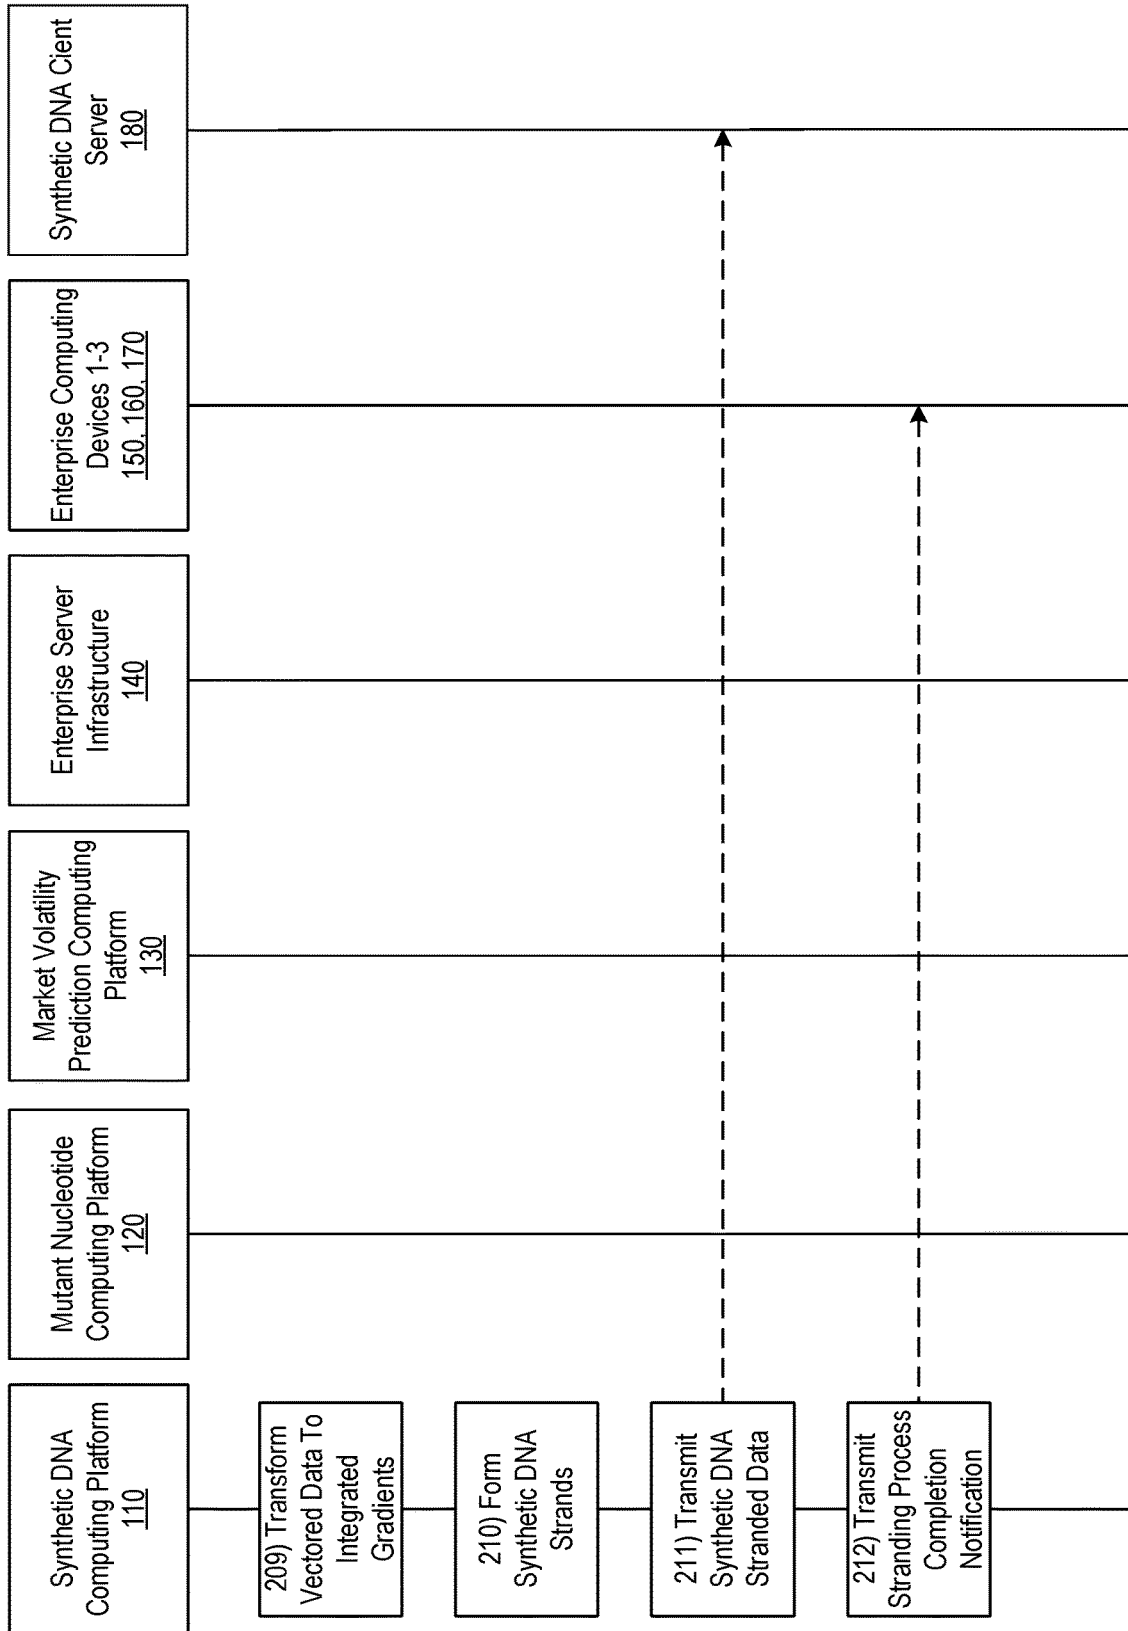 Synthetic DNA
Computing Platform
110
Mutant Nucleotide
Computing Platform
120
Market Volatility
Prediction Computing
Platform
130
Enterprise Server
Infrastructure
140
Enterprise Computing
Devices 1-3
150, 160, 170
Synthetic DNA Cient
Server
180
209) Transform
Vectored Data To
Integrated
Gradients
210) Form
Synthetic DNA
Strands
211) Transmit
Synthetic DNA
Stranded Data
212) Transmit
Stranding Process
Completion
Notification